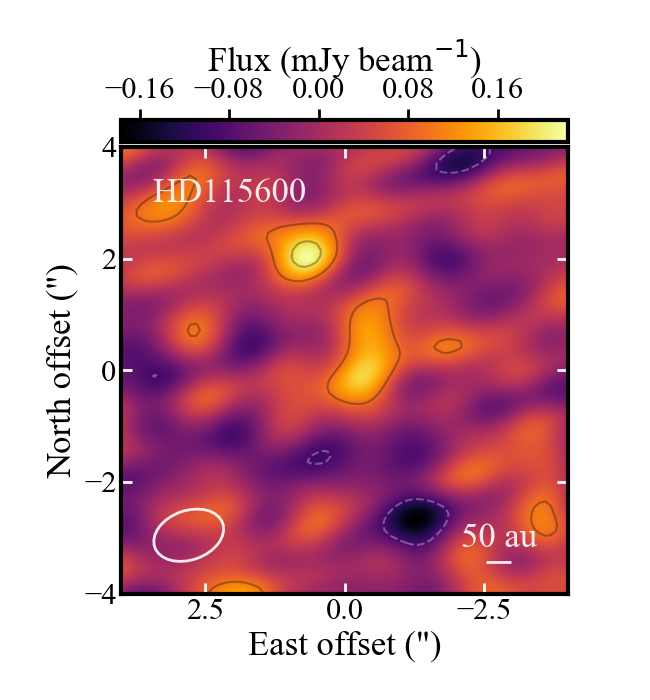 Flux (mJy beam⁻¹)
−0.16 −0.08 0.00 0.08 0.16
HD115600
4
2
0
−2
−4
North offset (")
50 au
2.5 0.0 −2.5
East offset (")